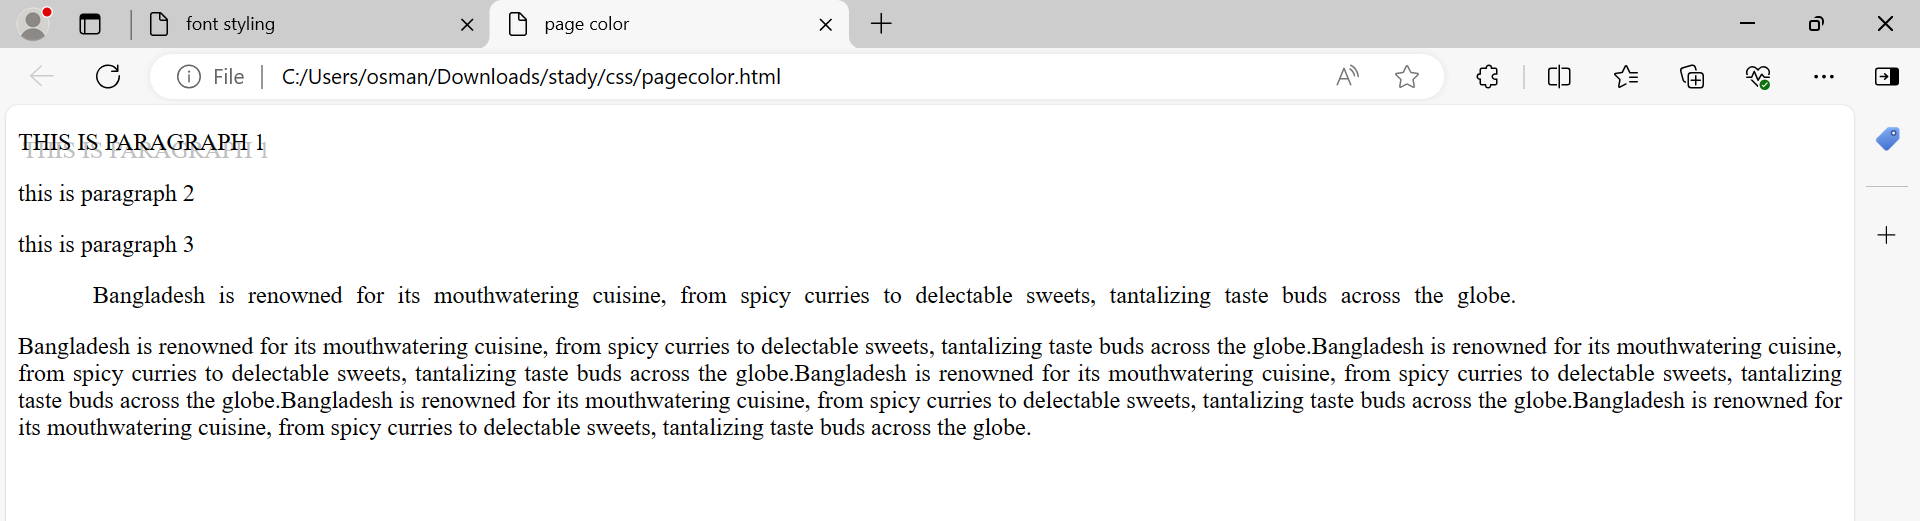 font styling
page color
File
C:/Users/osman/Downloads/stady/css/pagecolor.html
THIS IS PARAGRAPH 1
this is paragraph 2
this is paragraph 3
Bangladesh is renowned for its mouthwatering cuisine, from spicy curries to delectable sweets, tantalizing taste buds across the globe.
Bangladesh is renowned for its mouthwatering cuisine, from spicy curries to delectable sweets, tantalizing taste buds across the globe.Bangladesh is renowned for its mouthwatering cuisine,
from spicy curries to delectable sweets, tantalizing taste buds across the globe.Bangladesh is renowned for its mouthwatering cuisine, from spicy curries to delectable sweets, tantalizing
taste buds across the globe.Bangladesh is renowned for its mouthwatering cuisine, from spicy curries to delectable sweets, tantalizing taste buds across the globe.Bangladesh is renowned for
its mouthwatering cuisine, from spicy curries to delectable sweets, tantalizing taste buds across the globe.